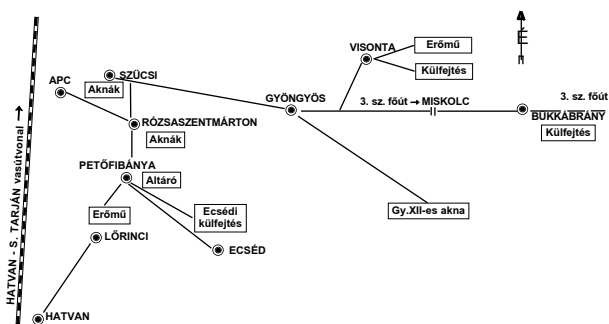 É
VISONTA
Erőmű
Külfejtés
APC
SZÜCSI
Aknák
GYÖNGYÖS
3. sz. főút → MISKOLC
3. sz. főút
BÜKKÁBRÁNY
Külfejtés
RÓZSASZENTMÁRTON
Aknák
PETŐFIBÁNYA
Altáró
Erőmű
Ecsédi
külfejtés
Gy.XII-es akna
LŐRINCI
ECSÉD
HATVAN
HATVAN - S. TARJÁN vasútvonal →